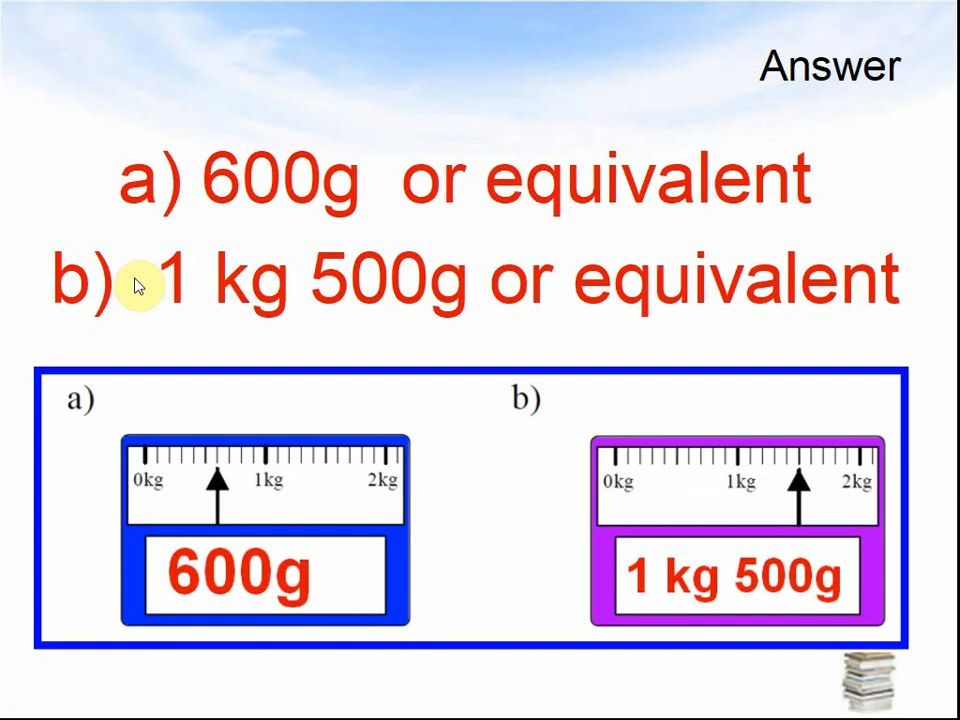 Answer
a) 600g or equivalent
b) 1 kg 500g or equivalent
a)
b)
0kg 1kg 2kg
0kg 1kg 2kg
600g
1 kg 500g